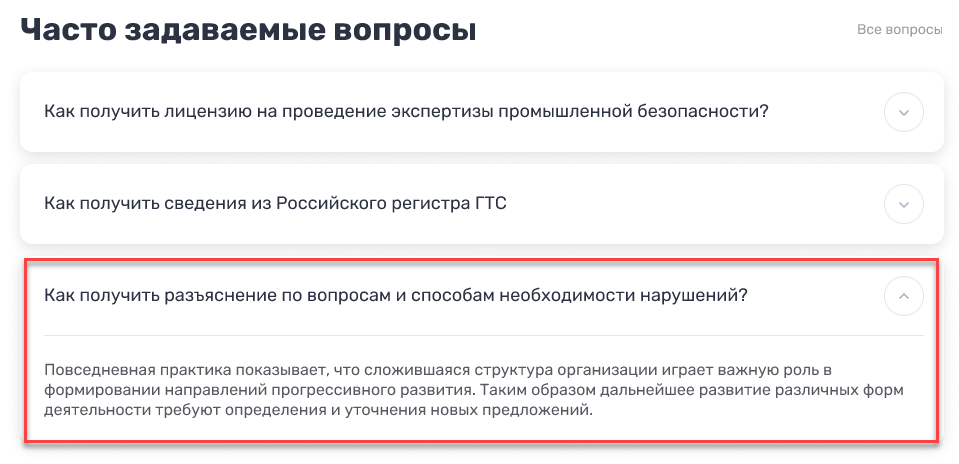 Часто задаваемые вопросы
Все вопросы
Как получить лицензию на проведение экспертизы промышленной безопасности?
Как получить сведения из Российского регистра ГТС
Как получить разъяснение по вопросам и способам необходимости нарушений?
Повседневная практика показывает, что сложившаяся структура организации играет важную роль в
формировании направлений прогрессивного развития. Таким образом дальнейшее развитие различных форм
деятельности требуют определения и уточнения новых предложений.